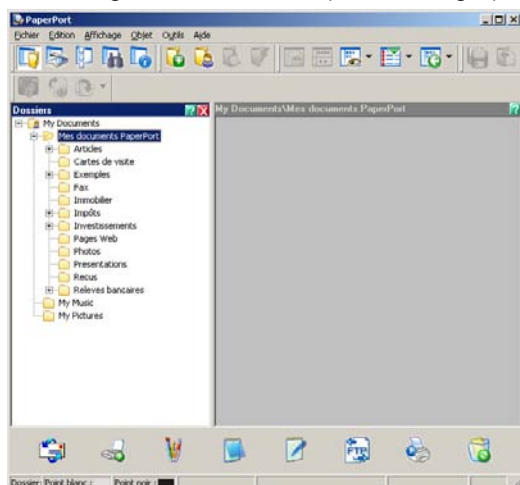 PaperPort
Fichier Edition Affichage Objet Outils Aide
Dossiers
My Documents\Mes documents PaperPort
My Documents
Mes documents PaperPort
Articles
Cartes de visite
Exemples
Fax
Immobilier
Impôts
Investissements
Pages Web
Photos
Presentations
Recus
Releves bancaires
My Music
My Pictures
FTP
Dossier: Point blanc : Point noir :